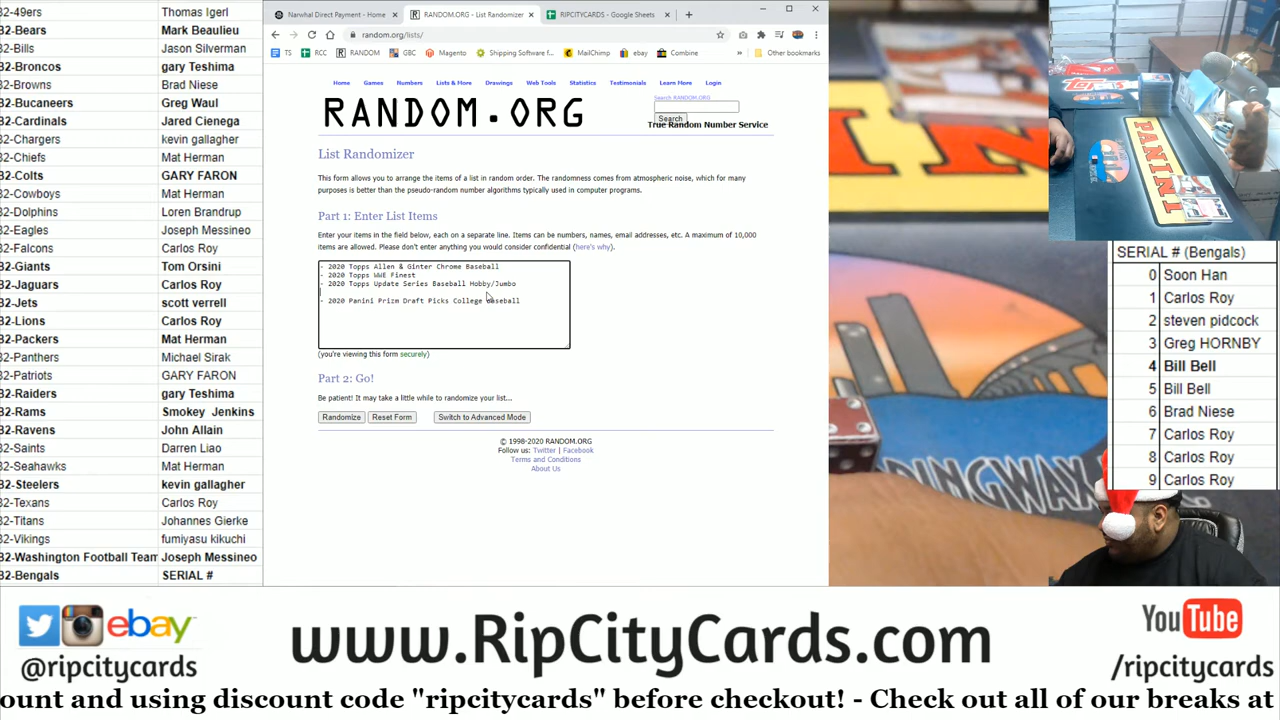 32-49ers Thomas Igerl
32-Bears Mark Beaulieu
32-Bills Jason Silverman
32-Broncos gary Teshima
32-Browns Brad Niese
32-Bucaneers Greg Waul
32-Cardinals Jared Cienega
32-Chargers kevin gallagher
32-Chiefs Mat Herman
32-Colts GARY FARON
32-Cowboys Mat Herman
32-Dolphins Loren Brandrup
32-Eagles Joseph Messineo
32-Falcons Carlos Roy
32-Giants Tom Orsini
32-Jaguars Carlos Roy
32-Jets scott verrell
32-Lions Carlos Roy
32-Packers Mat Herman
32-Panthers Michael Sirak
32-Patriots GARY FARON
32-Raiders gary Teshima
32-Rams Smokey Jenkins
32-Ravens John Allain
32-Saints Darren Liao
32-Seahawks Mat Herman
32-Steelers kevin gallagher
32-Texans Carlos Roy
32-Titans Johannes Gierke
32-Vikings fumiyasu kikuchi
32-Washington Football Team Joseph Messineo
32-Bengals SERIAL #
Narwhal Direct Payment - Home
RANDOM.ORG - List Randomizer
RIPCITYCARDS - Google Sheets
random.org/lists/
TS RCC RANDOM GBC Magento Shipping Software f... MailChimp ebay Combine » Other bookmarks
Home Games Numbers Lists & More Drawings Web Tools Statistics Testimonials Learn More Login
RANDOM.ORG
Search RANDOM.ORG
Search
True Random Number Service
List Randomizer
This form allows you to arrange the items of a list in random order. The randomness comes from atmospheric noise, which for many
purposes is better than the pseudo-random number algorithms typically used in computer programs.
Part 1: Enter List Items
Enter your items in the field below, each on a separate line. Items can be numbers, names, email addresses, etc. A maximum of 10,000
items are allowed. Please don't enter anything you would consider confidential (here's why).
- 2020 Topps Allen & Ginter Chrome Baseball
- 2020 Topps WWE Finest
- 2020 Topps Update Series Baseball Hobby/Jumbo
- 2020 Panini Prizm Draft Picks College Baseball
(you're viewing this form securely)
Part 2: Go!
Be patient! It may take a little while to randomize your list...
Randomize Reset Form Switch to Advanced Mode
© 1998-2020 RANDOM.ORG
Follow us: Twitter | Facebook
Terms and Conditions
About Us
PANINI
SERIAL # (Bengals)
0 Soon Han
1 Carlos Roy
2 steven pidcock
3 Greg HORNBY
4 Bill Bell
5 Bill Bell
6 Brad Niese
7 Carlos Roy
8 Carlos Roy
9 Carlos Roy
ebay
@ripcitycards
www.RipCityCards.com
YouTube
/ripcitycards
ount and using discount code "ripcitycards" before checkout! - Check out all of our breaks at